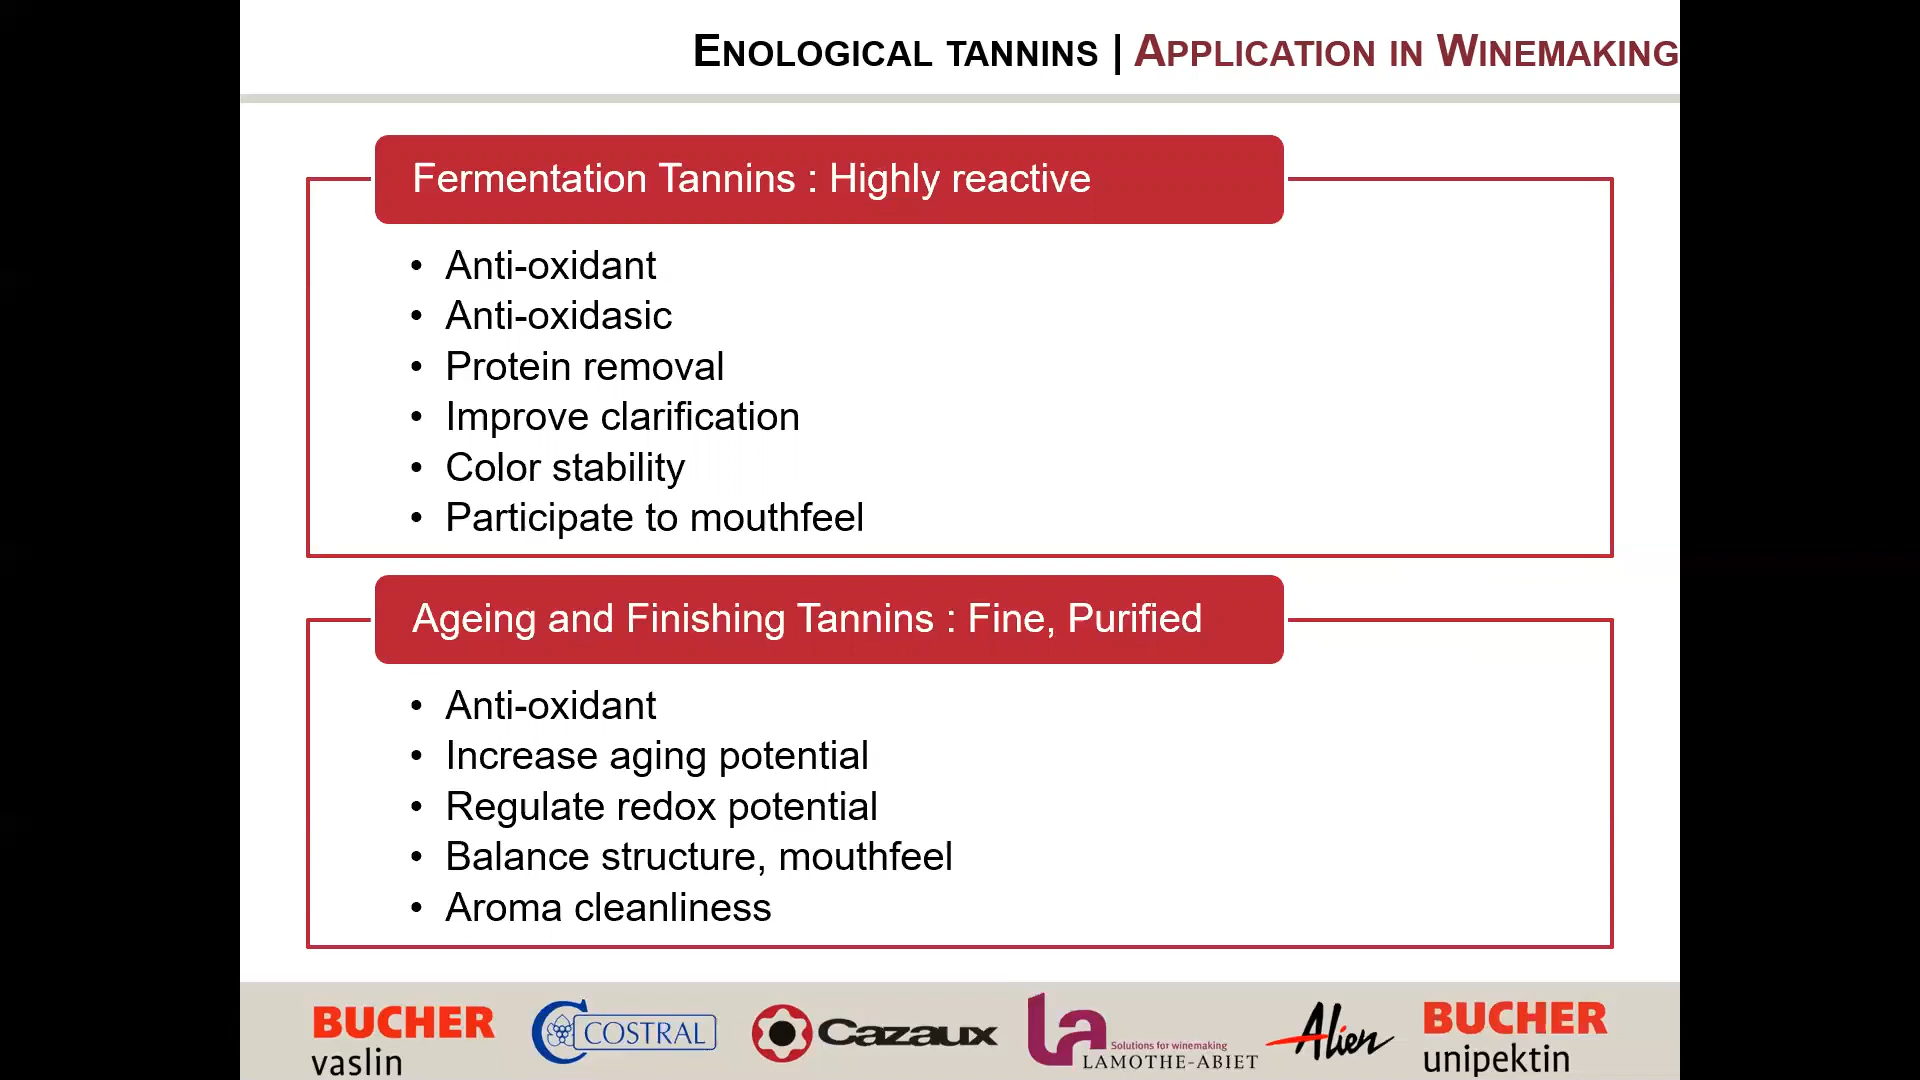 ENOLOGICAL TANNINS | APPLICATION IN WINEMAKING
Fermentation Tannins : Highly reactive
• Anti-oxidant
• Anti-oxidasic
• Protein removal
• Improve clarification
• Color stability
• Participate to mouthfeel
Ageing and Finishing Tannins : Fine, Purified
• Anti-oxidant
• Increase aging potential
• Regulate redox potential
• Balance structure, mouthfeel
• Aroma cleanliness
BUCHER
vaslin
COSTRAL
Cazaux
la
Solutions for winemaking
LAMOTHE-ABIET
Alien
BUCHER
unipektin